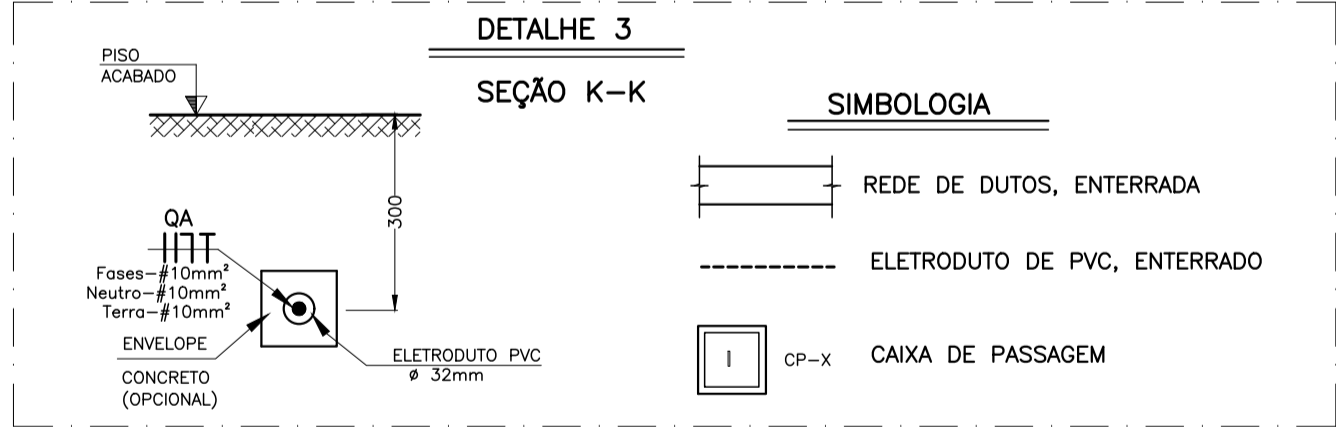 DETALHE 3
SEÇÃO K-K
PISO
ACABADO
300
QA
Fases-#10mm²
Neutro-#10mm²
Terra-#10mm²
ENVELOPE
CONCRETO
(OPCIONAL)
ELETRODUTO PVC
ø 32mm
SIMBOLOGIA
REDE DE DUTOS, ENTERRADA
ELETRODUTO DE PVC, ENTERRADO
CP-X CAIXA DE PASSAGEM